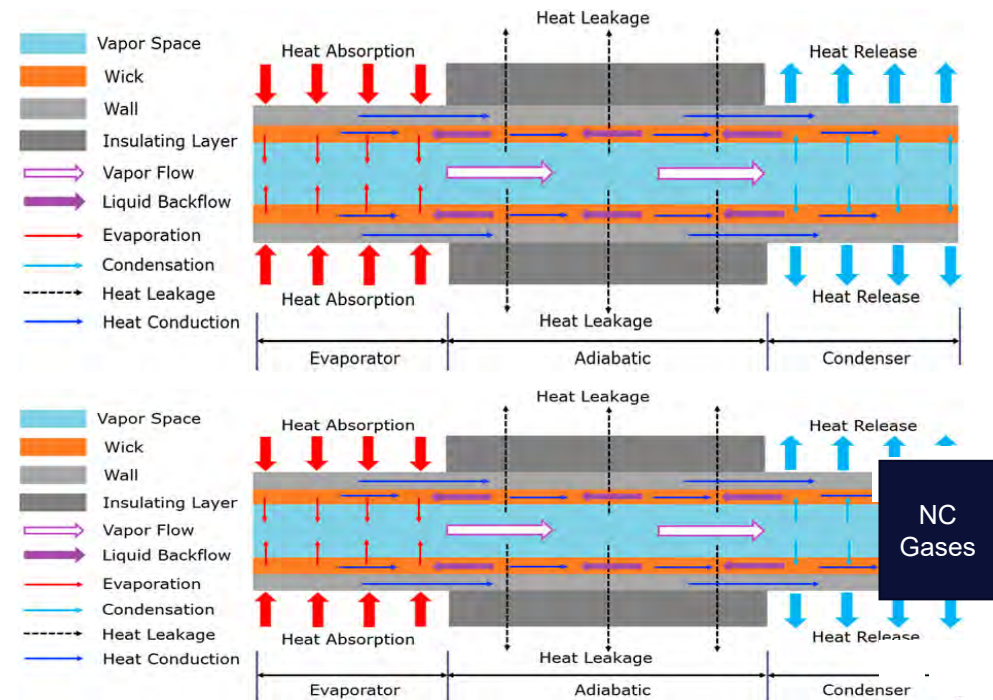 Heat Leakage
Vapor Space
Heat Absorption
Heat Release
Wick
Wall
Insulating Layer
Vapor Flow
Liquid Backflow
Evaporation
Condensation
Heat Leakage
Heat Absorption
Heat Release
Heat Conduction
Heat Leakage
Evaporator
Adiabatic
Condenser
Heat Leakage
Vapor Space
Heat Absorption
Heat Release
Wick
Wall
Insulating Layer
Vapor Flow
Liquid Backflow
Evaporation
Condensation
NC
Gases
Heat Leakage
Heat Absorption
Heat Release
Heat Conduction
Heat Leakage
Evaporator
Adiabatic
Condenser